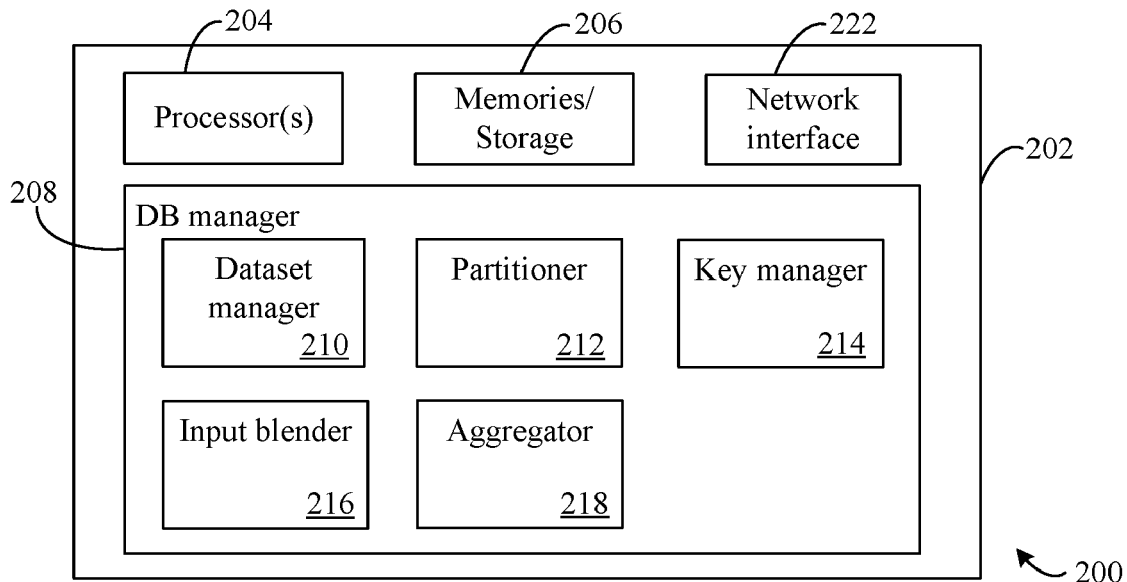 204
206
222
Processor(s)
Memories/
Storage
Network
interface
202
208
DB manager
Dataset
manager
210
Partitioner
212
Key manager
214
Input blender
216
Aggregator
218
200